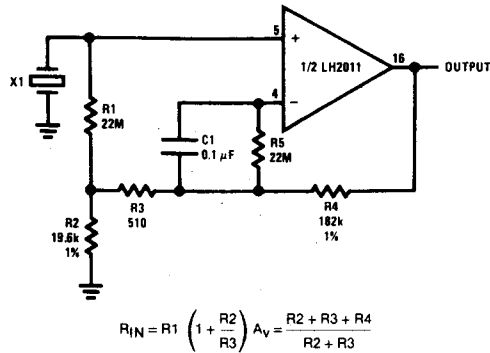 X1
R1
22M
R2
19.6k
1%
R3
510
C1
0.1 µF
R5
22M
R4
182k
1%
5
+
4
−
1/2 LH2011
16
OUTPUT
RIN = R1 (1 + R2/R3) Av = (R2 + R3 + R4)/(R2 + R3)